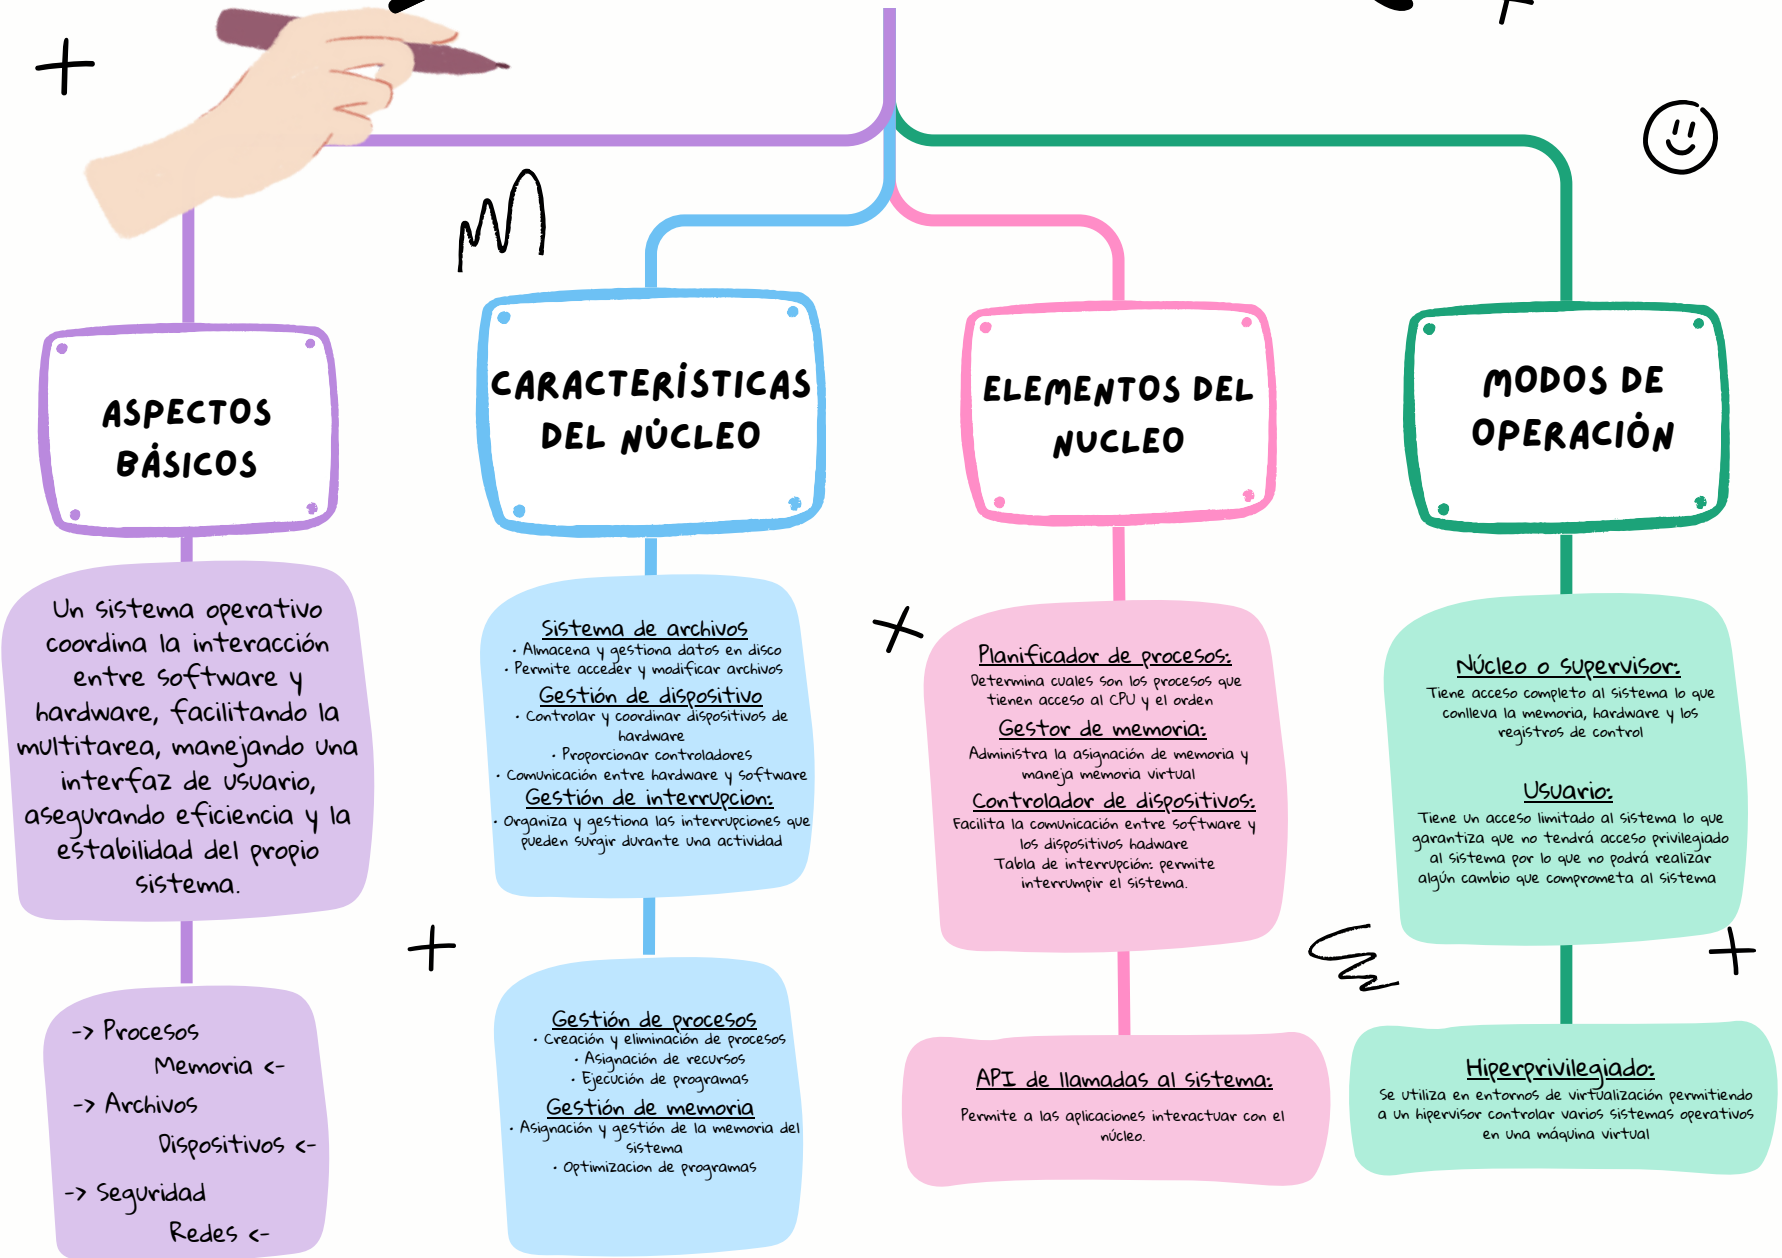 ASPECTOS
BÁSICOS
Un sistema operativo
coordina la interacción
entre software y
hardware, facilitando la
multitarea, manejando una
interfaz de usuario,
asegurando eficiencia y la
estabilidad del propio
sistema.
-> Procesos
Memoria <-
-> Archivos
Dispositivos <-
-> Seguridad
Redes <-
CARACTERÍSTICAS
DEL NÚCLEO
Sistema de archivos
· Almacena y gestiona datos en disco
· Permite acceder y modificar archivos
Gestión de dispositivo
· Controlar y coordinar dispositivos de
hardware
· Proporcionar controladores
· Comunicación entre hardware y software
Gestión de interrupcion:
· Organiza y gestiona las interrupciones que
pueden surgir durante una actividad
Gestión de procesos
· Creación y eliminación de procesos
· Asignación de recursos
· Ejecución de programas
Gestión de memoria
· Asignación y gestión de la memoria del
sistema
· Optimizacion de programas
ELEMENTOS DEL
NUCLEO
Planificador de procesos:
Determina cuales son los procesos que
tienen acceso al CPU y el orden
Gestor de memoria:
Administra la asignación de memoria y
maneja memoria virtual
Controlador de dispositivos:
Facilita la comunicación entre software y
los dispositivos hadware
Tabla de interrupción: permite
interrumpir el sistema.
API de llamadas al sistema:
Permite a las aplicaciones interactuar con el
núcleo.
MODOS DE
OPERACIÓN
Núcleo o supervisor:
Tiene acceso completo al sistema lo que
conlleva la memoria, hardware y los
registros de control
Usuario:
Tiene un acceso limitado al sistema lo que
garantiza que no tendrá acceso privilegiado
al sistema por lo que no podrá realizar
algún cambio que comprometa al sistema
Hiperprivilegiado:
Se utiliza en entornos de virtualización permitiendo
a un hipervisor controlar varios sistemas operativos
en una máquina virtual